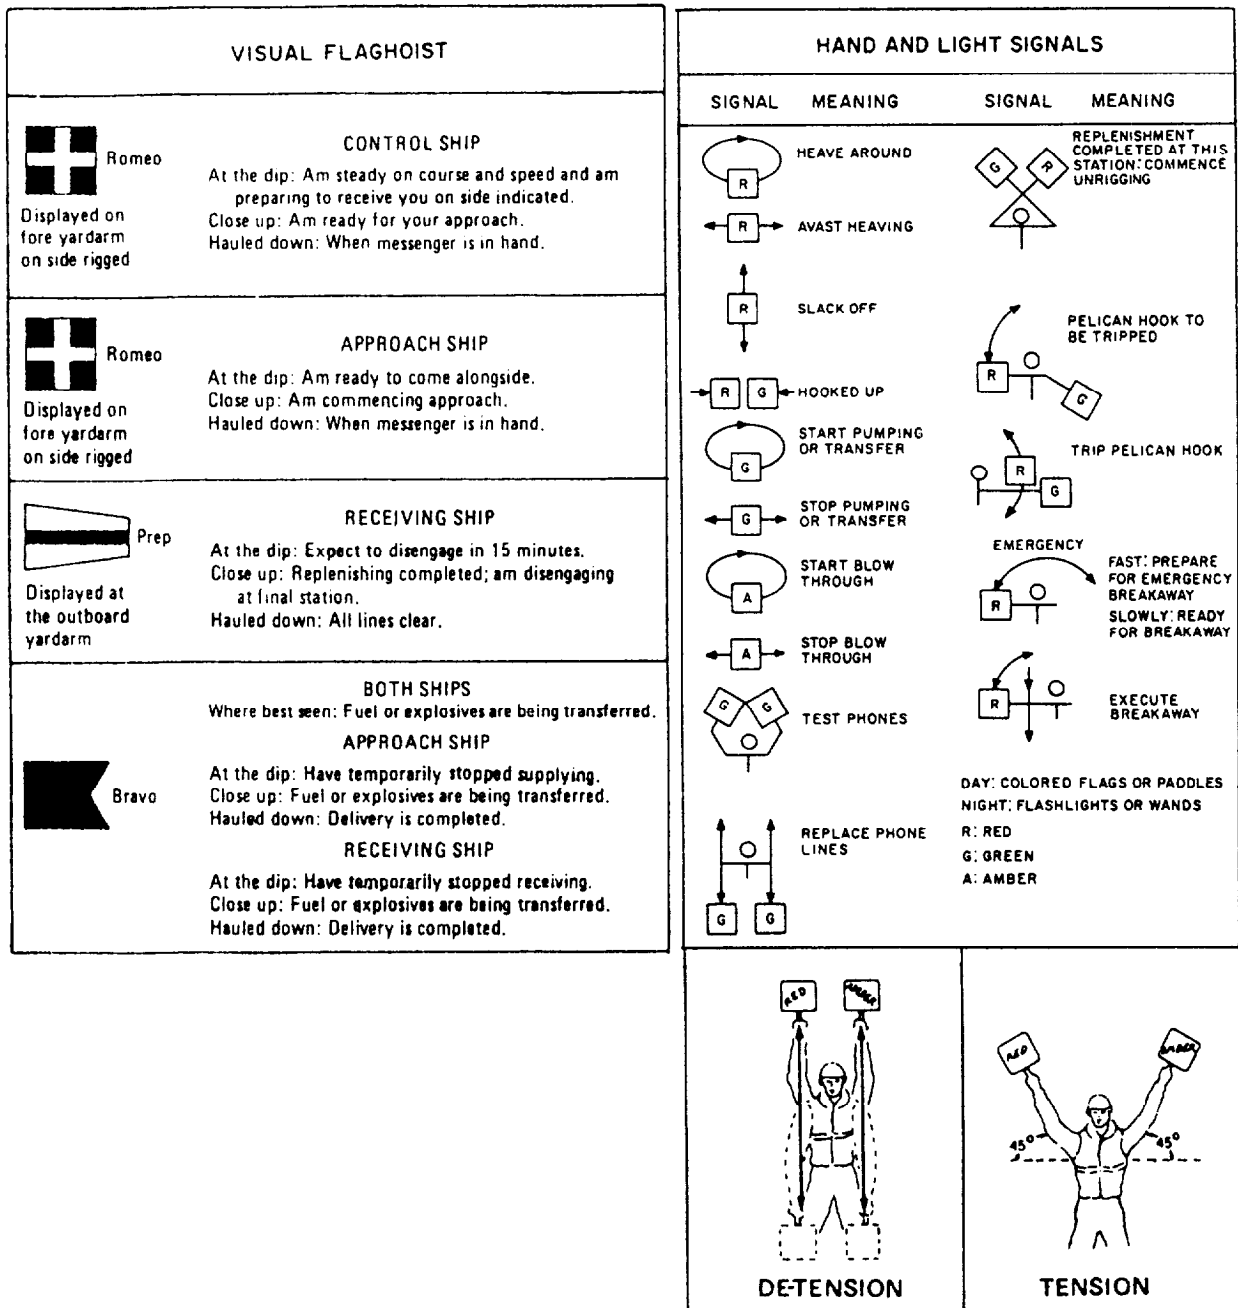 VISUAL FLAGHOIST
Romeo
Displayed on
fore yardarm
on side rigged
CONTROL SHIP
At the dip: Am steady on course and speed and am
preparing to receive you on side indicated.
Close up: Am ready for your approach.
Hauled down: When messenger is in hand.
Romeo
Displayed on
fore yardarm
on side rigged
APPROACH SHIP
At the dip: Am ready to come alongside.
Close up: Am commencing approach.
Hauled down: When messenger is in hand.
Prep
Displayed at
the outboard
yardarm
RECEIVING SHIP
At the dip: Expect to disengage in 15 minutes.
Close up: Replenishing completed; am disengaging
at final station.
Hauled down: All lines clear.
Bravo
BOTH SHIPS
Where best seen: Fuel or explosives are being transferred.
APPROACH SHIP
At the dip: Have temporarily stopped supplying.
Close up: Fuel or explosives are being transferred.
Hauled down: Delivery is completed.
RECEIVING SHIP
At the dip: Have temporarily stopped receiving.
Close up: Fuel or explosives are being transferred.
Hauled down: Delivery is completed.
HAND AND LIGHT SIGNALS
SIGNAL MEANING
R HEAVE AROUND
R AVAST HEAVING
R SLACK OFF
R G HOOKED UP
G START PUMPING
OR TRANSFER
G STOP PUMPING
OR TRANSFER
A START BLOW
THROUGH
A STOP BLOW
THROUGH
G G TEST PHONES
REPLACE PHONE
LINES
G G
SIGNAL MEANING
G R REPLENISHMENT
COMPLETED AT THIS
STATION: COMMENCE
UNRIGGING
PELICAN HOOK TO
BE TRIPPED
R G
TRIP PELICAN HOOK
R G
EMERGENCY
R
FAST: PREPARE
FOR EMERGENCY
BREAKAWAY
SLOWLY: READY
FOR BREAKAWAY
R EXECUTE
BREAKAWAY
DAY: COLORED FLAGS OR PADDLES
NIGHT: FLASHLIGHTS OR WANDS
R: RED
G: GREEN
A: AMBER
RED AMBER
DE-TENSION
RED AMBER
45° 45°
TENSION